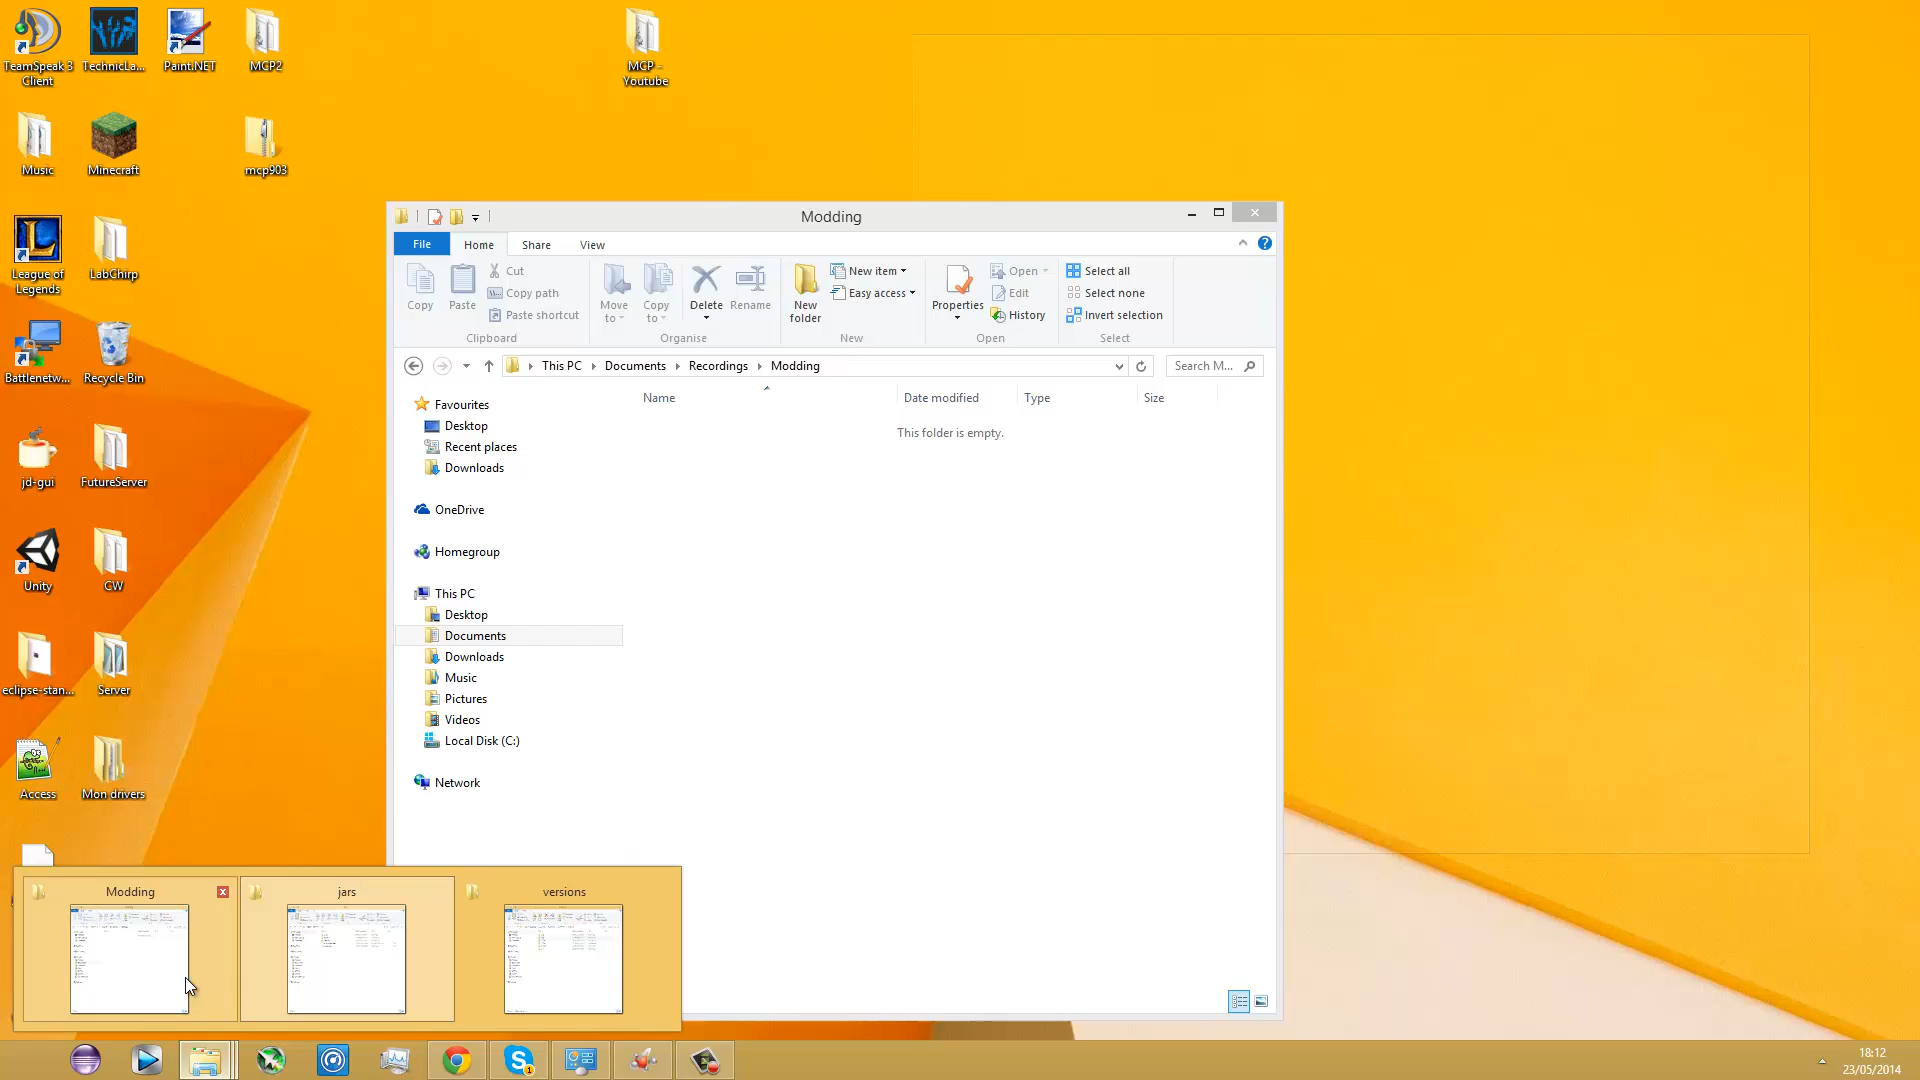 TeamSpeak 3
Client
TechnicLa...
Paint.NET
MCP2
MCP -
Youtube
Music
Minecraft
mcp903
League of
Legends
LabChirp
Battlenetw...
Recycle Bin
jd-gui
FutureServer
Unity
CW
eclipse-stan...
Server
Access
Mon drivers
Modding
File
Home
Share
View
Copy
Paste
Cut
Copy path
Paste shortcut
Clipboard
Move
to
Copy
to
Delete
Rename
Organise
New
folder
New item
Easy access
New
Properties
Open
Edit
History
Open
Select all
Select none
Invert selection
Select
This PC
Documents
Recordings
Modding
Search M...
Name
Date modified
Type
Size
This folder is empty.
Favourites
Desktop
Recent places
Downloads
OneDrive
Homegroup
This PC
Desktop
Documents
Downloads
Music
Pictures
Videos
Local Disk (C:)
Network
Modding
jars
versions
18:12
23/05/2014